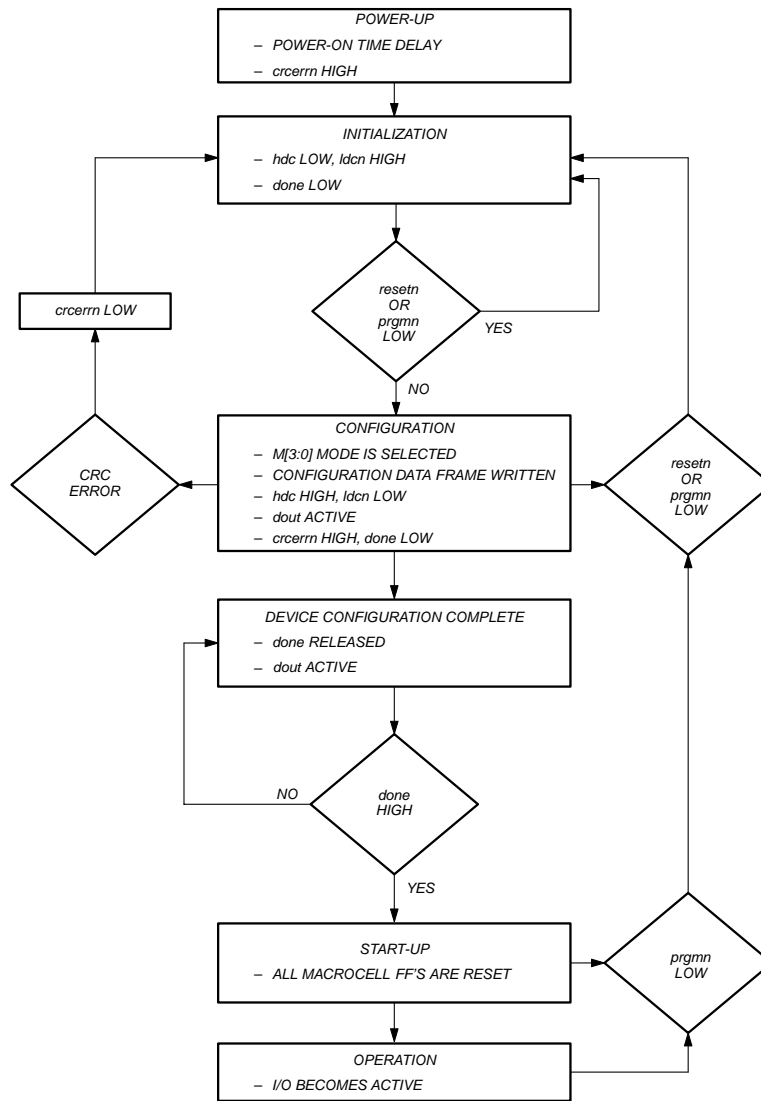 POWER-UP
– POWER-ON TIME DELAY
– crcerrn HIGH
INITIALIZATION
– hdc LOW, ldcn HIGH
– done LOW
resetn
OR
prgmn
LOW
YES
NO
crcerrn LOW
CONFIGURATION
– M[3:0] MODE IS SELECTED
– CONFIGURATION DATA FRAME WRITTEN
– hdc HIGH, ldcn LOW
– dout ACTIVE
– crcerrn HIGH, done LOW
CRC
ERROR
resetn
OR
prgmn
LOW
DEVICE CONFIGURATION COMPLETE
– done RELEASED
– dout ACTIVE
NO
done
HIGH
YES
START-UP
– ALL MACROCELL FF'S ARE RESET
prgmn
LOW
OPERATION
– I/O BECOMES ACTIVE